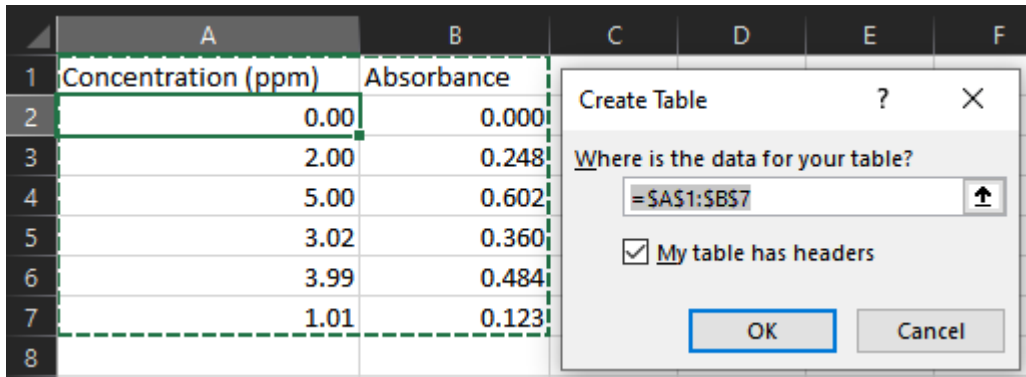 A B C D E F
1 Concentration (ppm) Absorbance
2 0.00 0.000
3 2.00 0.248
4 5.00 0.602
5 3.02 0.360
6 3.99 0.484
7 1.01 0.123
8
Create Table ? ×
Where is the data for your table?
=$A$1:$B$7
My table has headers
OK Cancel